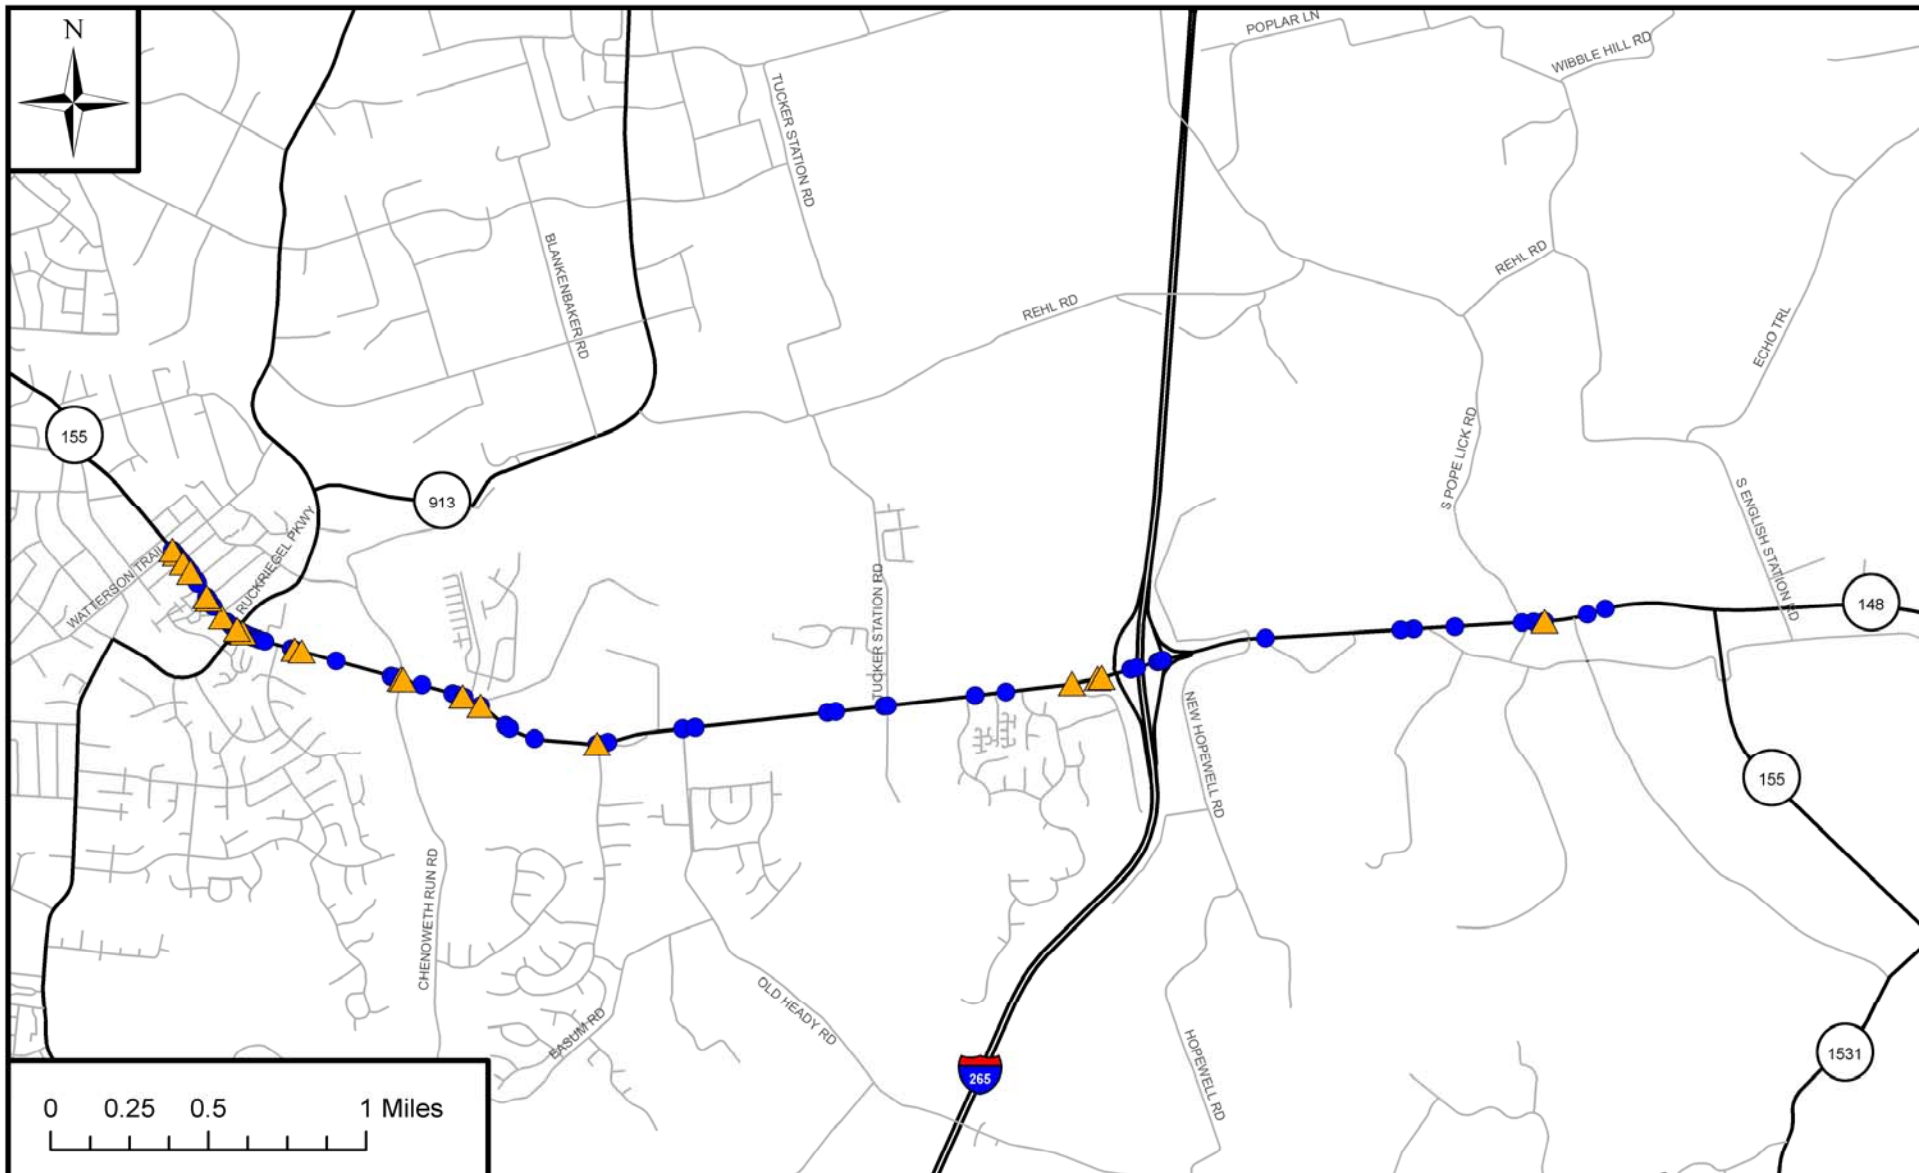 N
POPLAR LN
WIBBLE HILL RD
TUCKER STATION RD
BLANKENBAKER RD
REHL RD
REHL RD
ECHO TRL
155
S POPE LICK RD
913
S ENGLISH STATION RD
WATTERSON TRAIL
RUCKRIEGEL PKWY
TUCKER STATION RD
148
NEW HOPEWELL RD
155
CHENOWETH RUN RD
OLD HEADY RD
EASUM RD
HOPEWELL RD
1531
265
0 0.25 0.5 1 Miles